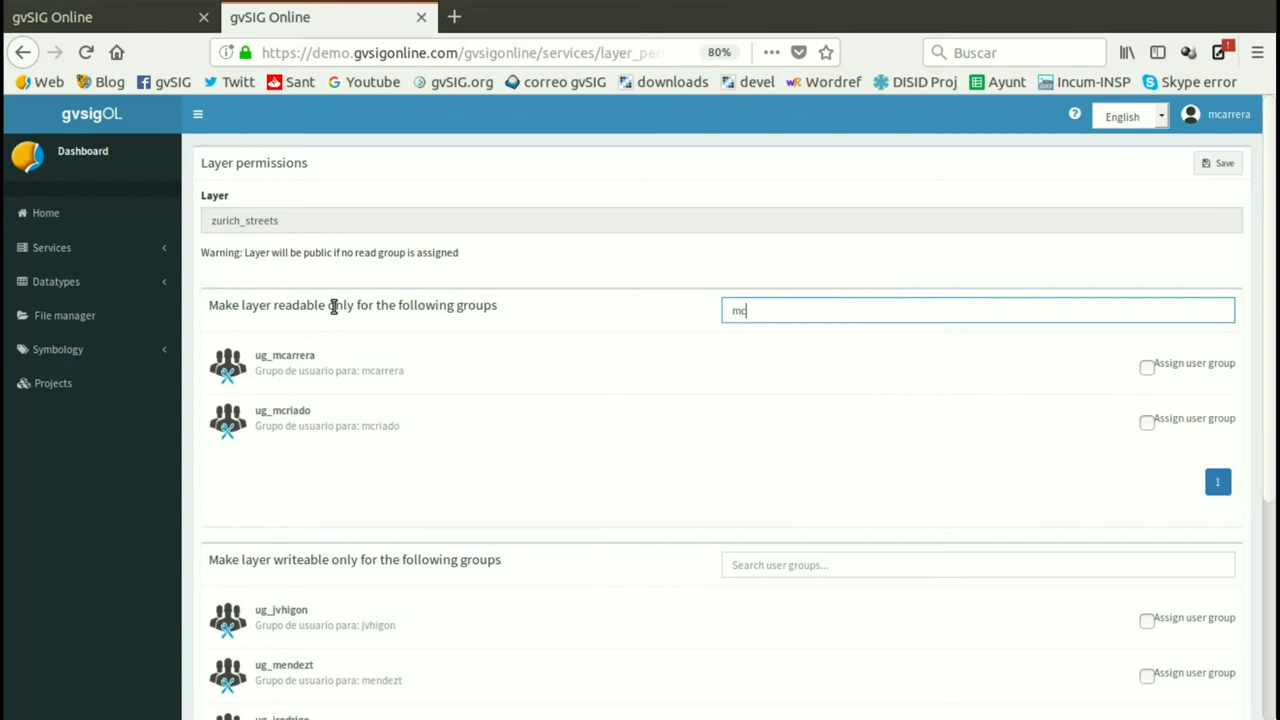 gvSIG Online
gvSIG Online
https://demo.gvsigonline.com/gvsigonline/services/layer_pe
80%
Buscar
Web Blog gvSIG Twitt Sant Youtube gvSIG.org correo gvSIG downloads devel Wordref DISID Proj Ayunt Incum-INSP Skype error
gvsigOL
English
mcarrera
Dashboard
Home
Services
Datatypes
File manager
Symbology
Projects
Layer permissions
Save
Layer
zurich_streets
Warning: Layer will be public if no read group is assigned
Make layer readable only for the following groups
mc
ug_mcarrera
Grupo de usuario para: mcarrera
Assign user group
ug_mcriado
Grupo de usuario para: mcriado
Assign user group
1
Make layer writeable only for the following groups
Search user groups...
ug_jvhigon
Grupo de usuario para: jvhigon
Assign user group
ug_mendezt
Grupo de usuario para: mendezt
Assign user group